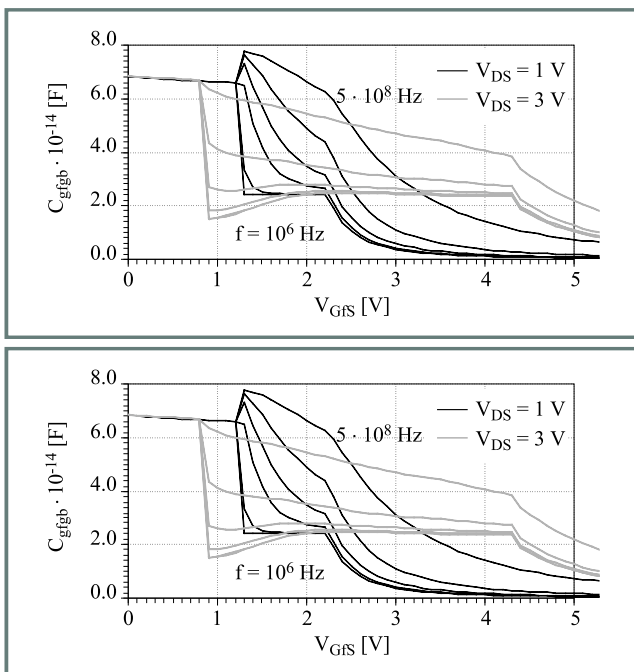 8.0
6.0
4.0
2.0
0.0
C_gfgb · 10^-14 [F]
V_DS = 1 V
V_DS = 3 V
5 · 10^8 Hz
f = 10^6 Hz
0 1 2 3 4 5
V_GfS [V]
8.0
6.0
4.0
2.0
0.0
C_gfgb · 10^-14 [F]
V_DS = 1 V
V_DS = 3 V
5 · 10^8 Hz
f = 10^6 Hz
0 1 2 3 4 5
V_GfS [V]